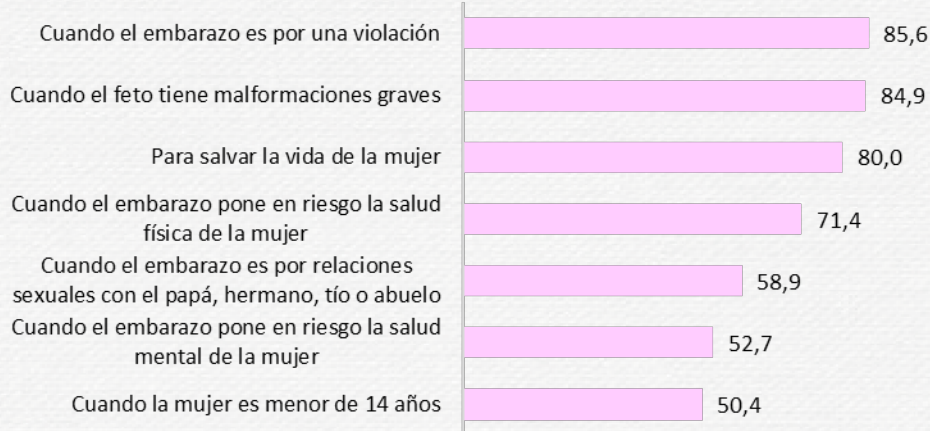 Cuando el embarazo es por una violación
85,6
Cuando el feto tiene malformaciones graves
84,9
Para salvar la vida de la mujer
80,0
Cuando el embarazo pone en riesgo la salud
física de la mujer
71,4
Cuando el embarazo es por relaciones
sexuales con el papá, hermano, tío o abuelo
58,9
Cuando el embarazo pone en riesgo la salud
mental de la mujer
52,7
Cuando la mujer es menor de 14 años
50,4